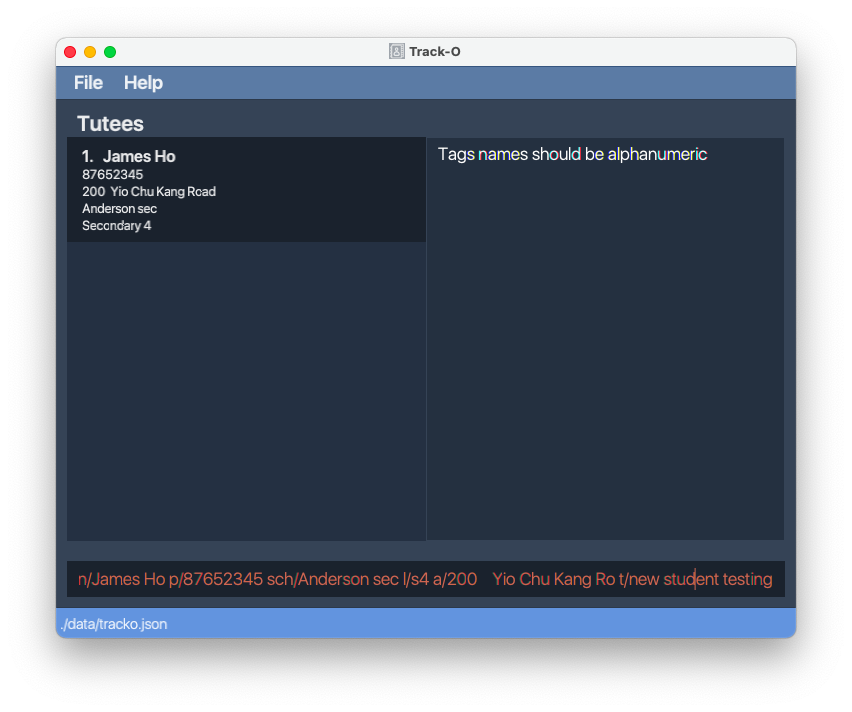 Track-O
File Help
Tutees
1. James Ho
87652345
200 Yio Chu Kang Road
Anderson sec
Secondary 4
Tags names should be alphanumeric
n/James Ho p/87652345 sch/Anderson sec l/s4 a/200    Yio Chu Kang Ro t/new student testing
./data/tracko.json